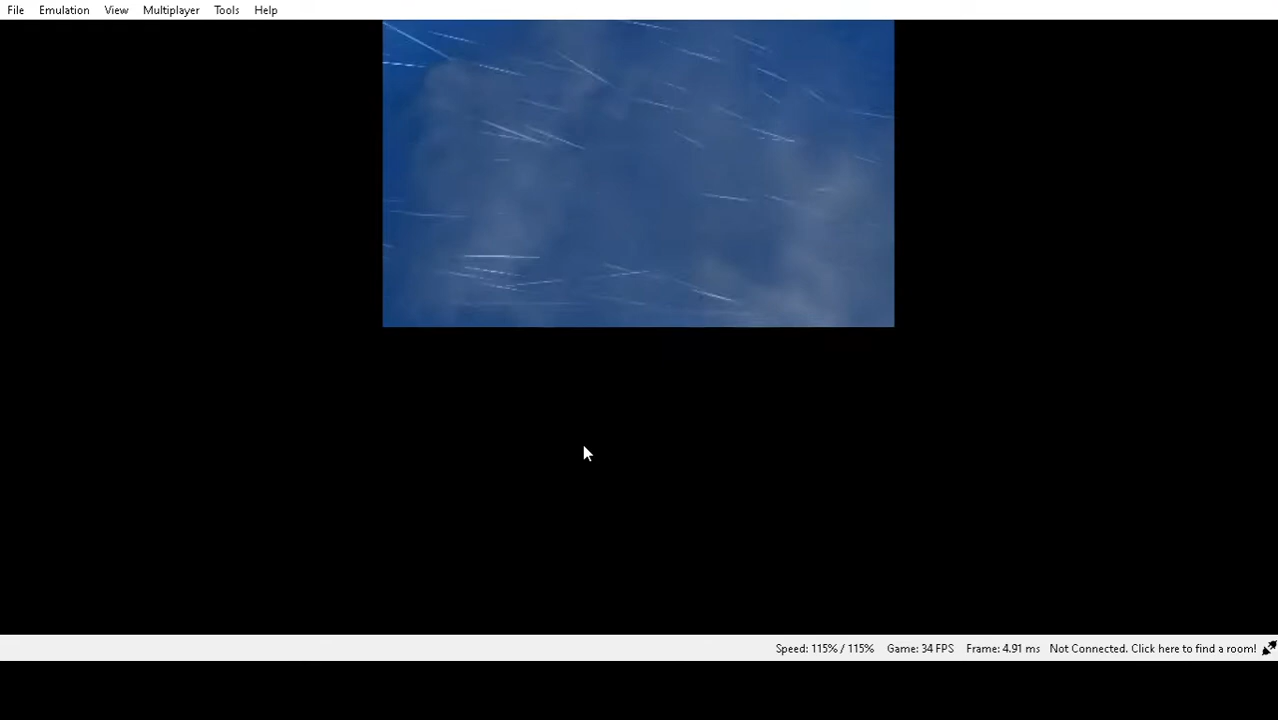 File Emulation View Multiplayer Tools Help
Speed: 115% / 115% Game: 34 FPS Frame: 4.91 ms Not Connected. Click here to find a room!